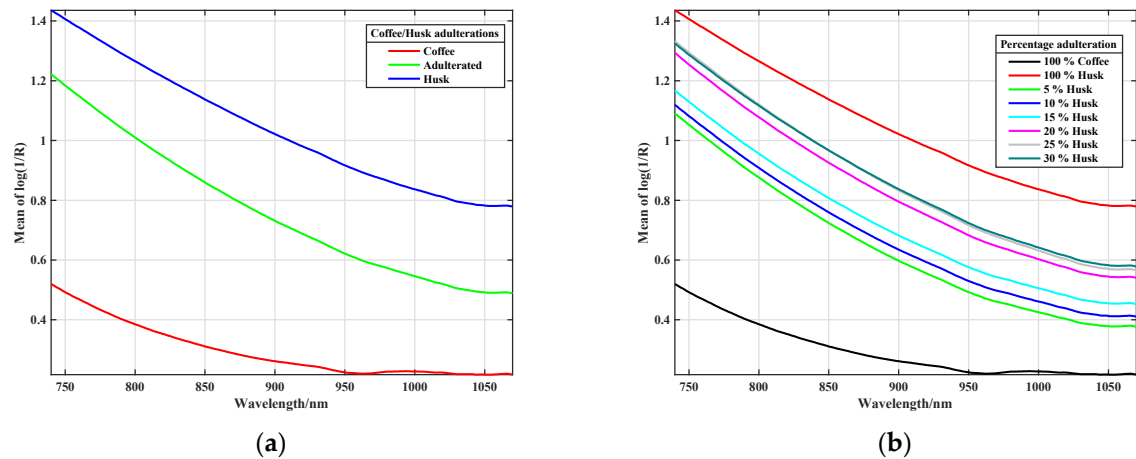 Coffee/Husk adulterations
Coffee
Adulterated
Husk
1.4
1.2
1
0.8
0.6
0.4
Mean of log(1/R)
750 800 850 900 950 1000 1050
Wavelength/nm
(a)
Percentage adulteration
100 % Coffee
100 % Husk
5 % Husk
10 % Husk
15 % Husk
20 % Husk
25 % Husk
30 % Husk
1.4
1.2
1
0.8
0.6
0.4
Mean of log(1/R)
750 800 850 900 950 1000 1050
Wavelength/nm
(b)